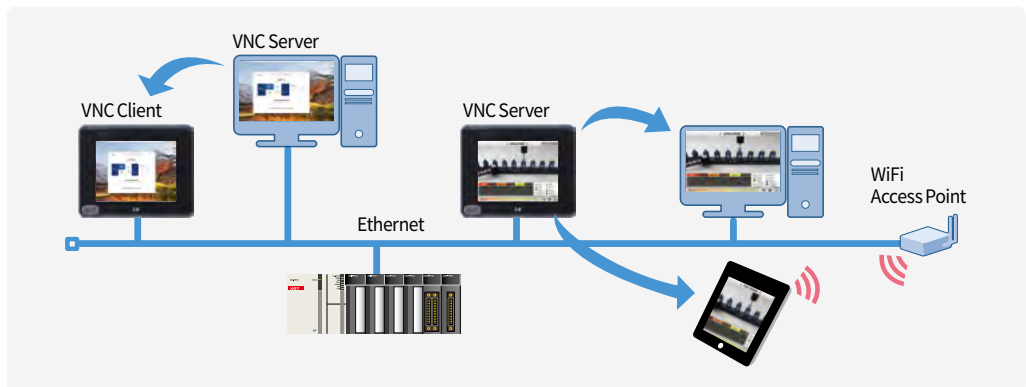 VNC Server
VNC Client
VNC Server
WiFi
Access Point
Ethernet